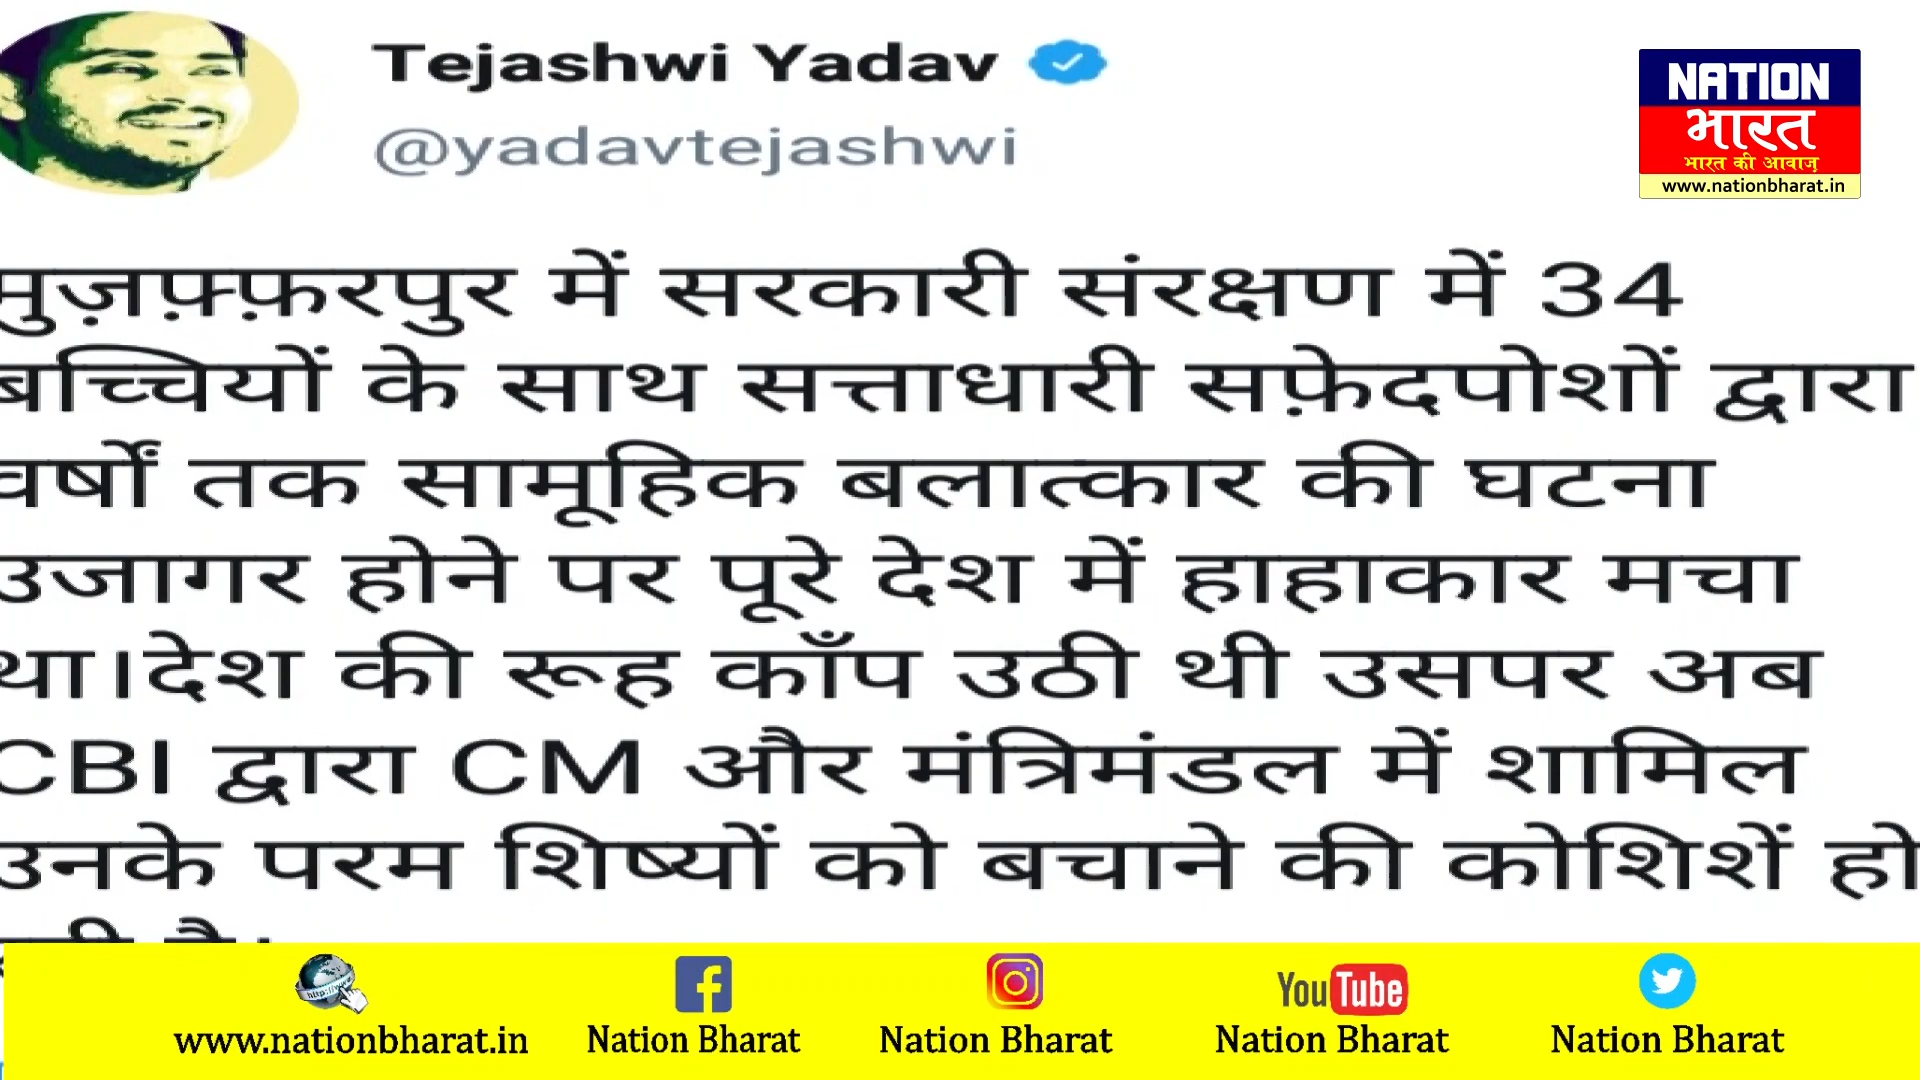 Tejashwi Yadav
@yadavtejashwi
NATION
भारत
भारत की आवाज़
www.nationbharat.in
मुज़फ़्फ़रपुर में सरकारी संरक्षण में 34
बच्चियों के साथ सत्ताधारी सफ़ेदपोशों द्वारा
वर्षों तक सामूहिक बलात्कार की घटना
उजागर होने पर पूरे देश में हाहाकार मचा
था।देश की रूह काँप उठी थी उसपर अब
CBI द्वारा CM और मंत्रिमंडल में शामिल
उनके परम शिष्यों को बचाने की कोशिशें हो
http://www
You Tube
www.nationbharat.in Nation Bharat Nation Bharat Nation Bharat Nation Bharat